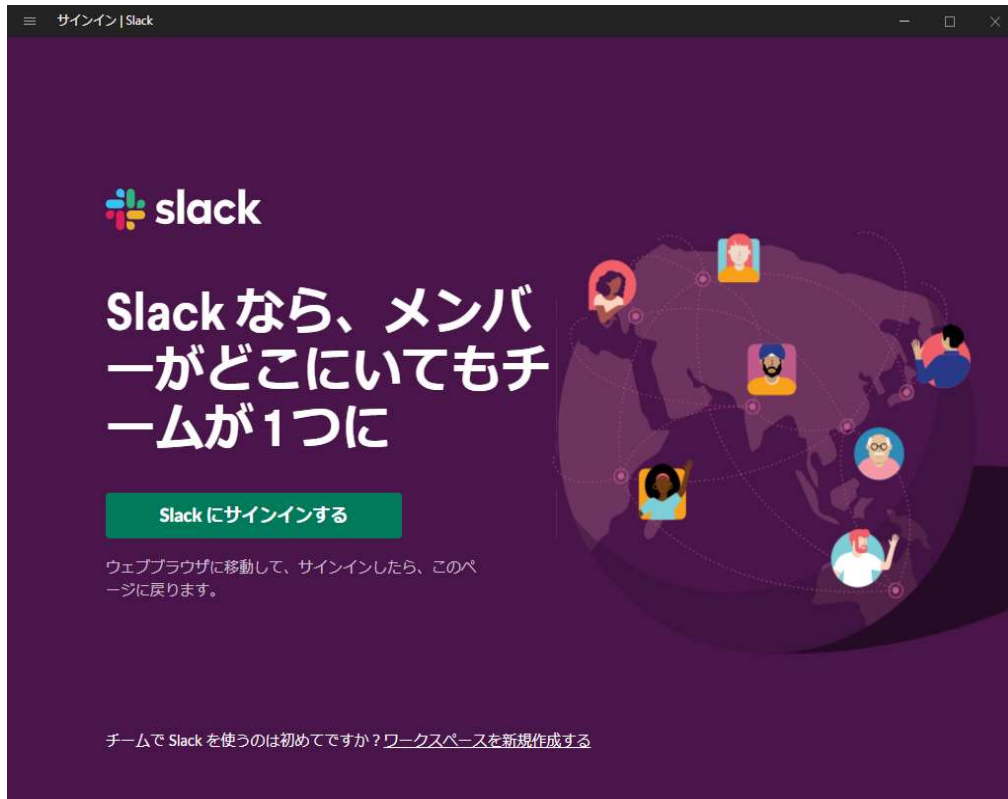 サインイン | Slack
slack
Slack なら、メンバ
ーがどこにいてもチ
ームが 1 つに
Slack にサインインする
ウェブブラウザに移動して、サインインしたら、このペ
ージに戻ります。
チームで Slack を使うのは初めてですか？ワークスペースを新規作成する